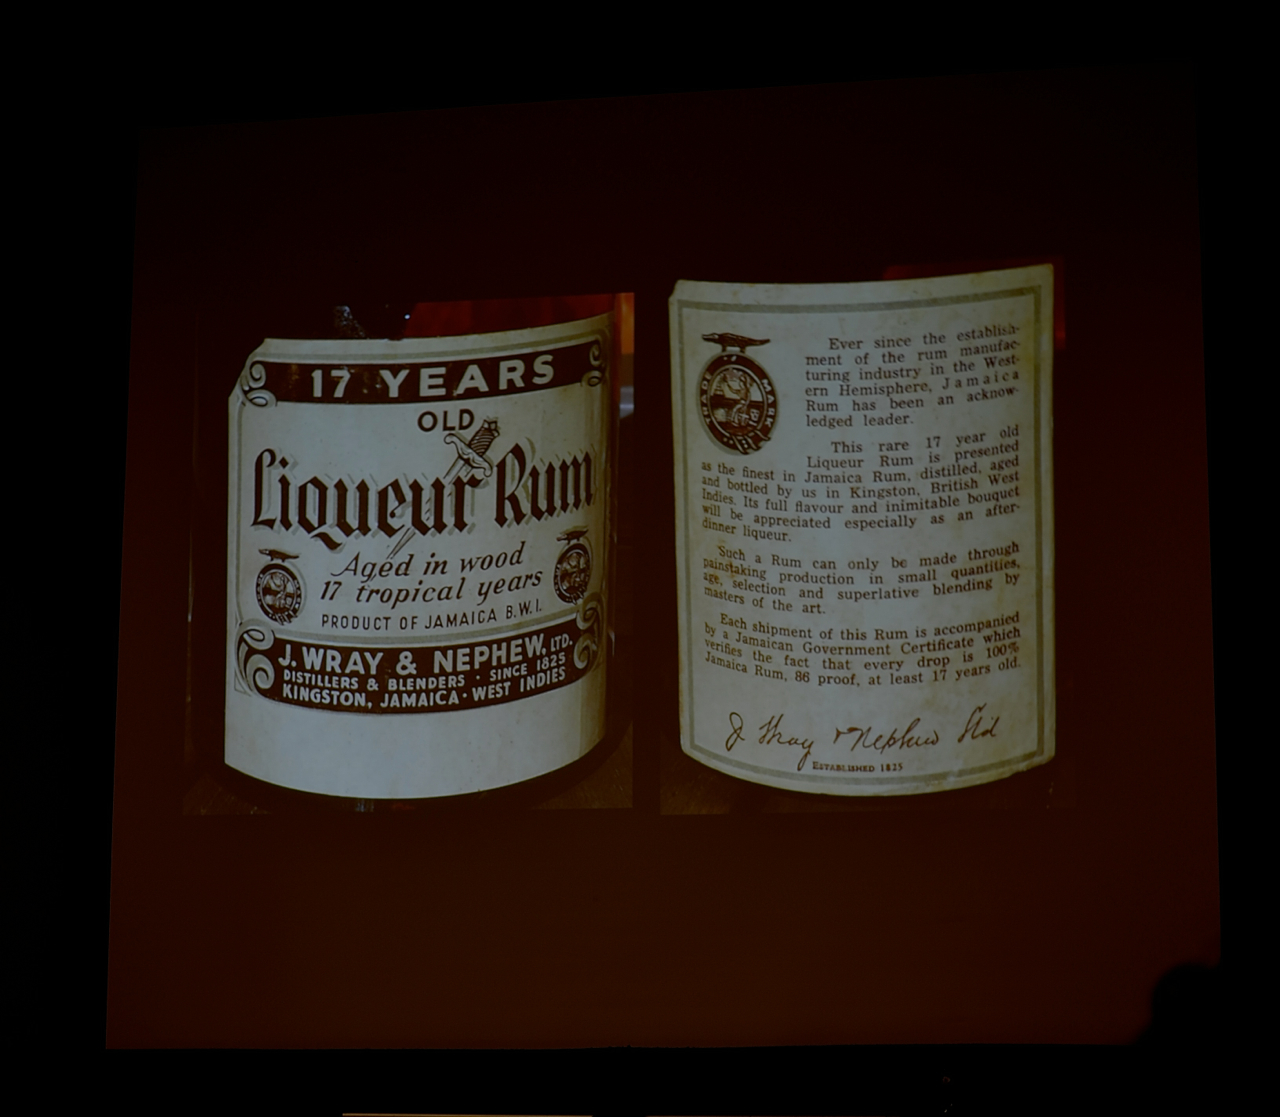 17 YEARS
OLD
Liqueur Rum
Aged in wood
17 tropical years
PRODUCT OF JAMAICA B.W.I.
J. WRAY & NEPHEW, LTD.
DISTILLERS & BLENDERS · SINCE 1825
KINGSTON, JAMAICA · WEST INDIES
TRADE MARK
Ever since the establish-
ment of the rum manufac-
turing industry in the West-
ern Hemisphere, Jamaica
Rum has been an acknow-
ledged leader.
This rare 17 year old
Liqueur Rum is presented
as the finest in Jamaica Rum, distilled, aged
and bottled by us in Kingston, British West
Indies. Its full flavour and inimitable bouquet
will be appreciated especially as an after-
dinner liqueur.
Such a Rum can only be made through
painstaking production in small quantities,
age, selection and superlative blending by
masters of the art.
Each shipment of this Rum is accompanied
by a Jamaican Government Certificate which
verifies the fact that every drop is 100%
Jamaica Rum, 86 proof, at least 17 years old.
J Wray & Nephew Ltd
ESTABLISHED 1825